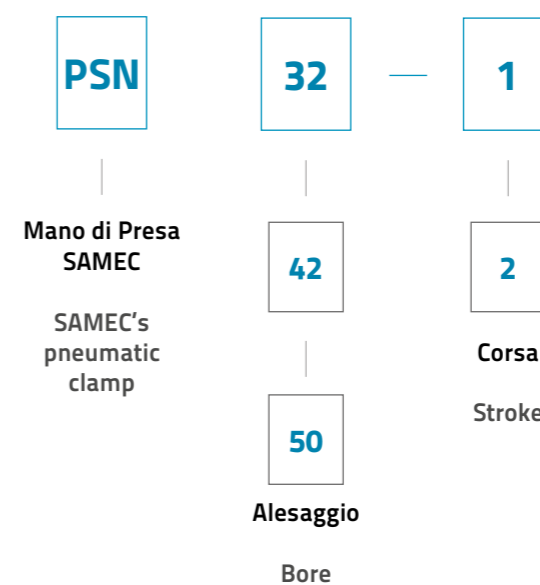 PSN
32
—
1
Mano di Presa
SAMEC
SAMEC's
pneumatic
clamp
42
50
Alesaggio
Bore
2
Corsa
Stroke